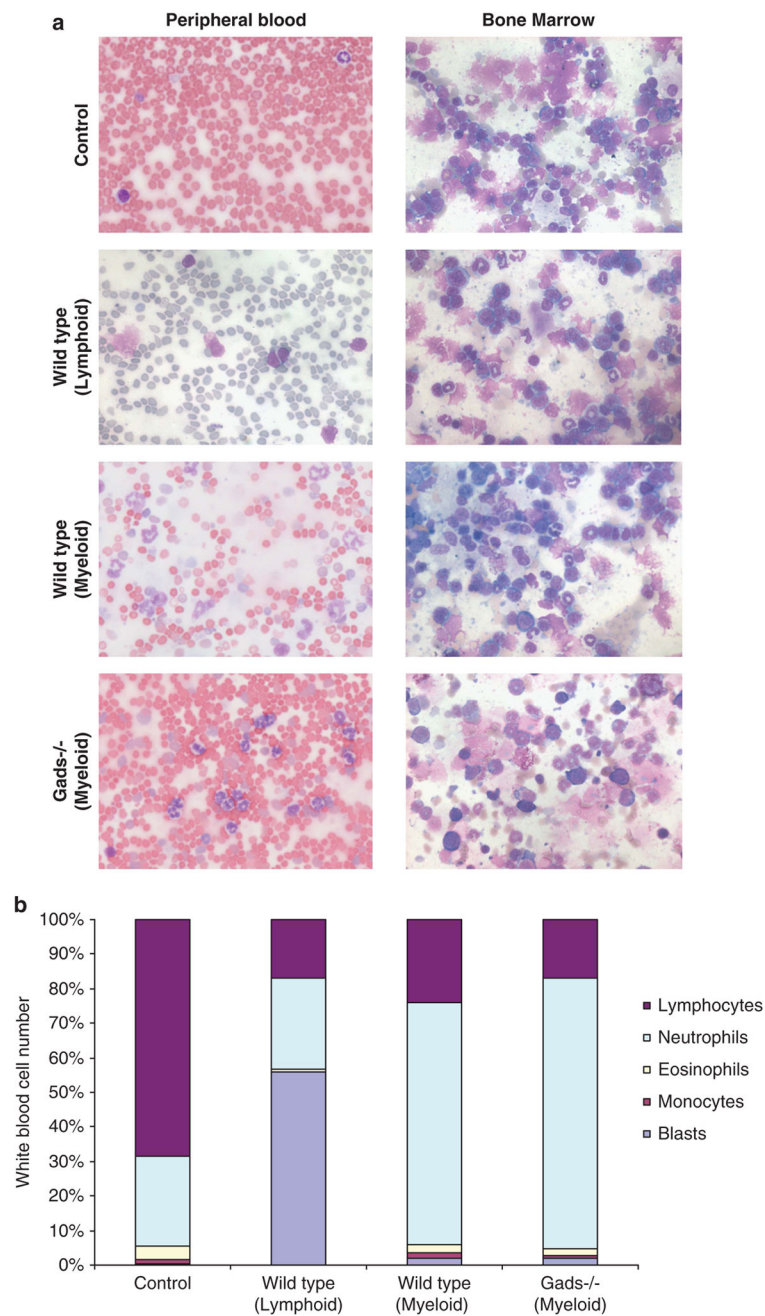 a
Peripheral blood
Bone Marrow
Control
Wild type
(Lymphoid)
Wild type
(Myeloid)
Gads-/-
(Myeloid)
b
100%
90%
80%
70%
60%
50%
40%
30%
20%
10%
0%
White blood cell number
Control
Wild type
(Lymphoid)
Wild type
(Myeloid)
Gads-/-
(Myeloid)
Lymphocytes
Neutrophils
Eosinophils
Monocytes
Blasts